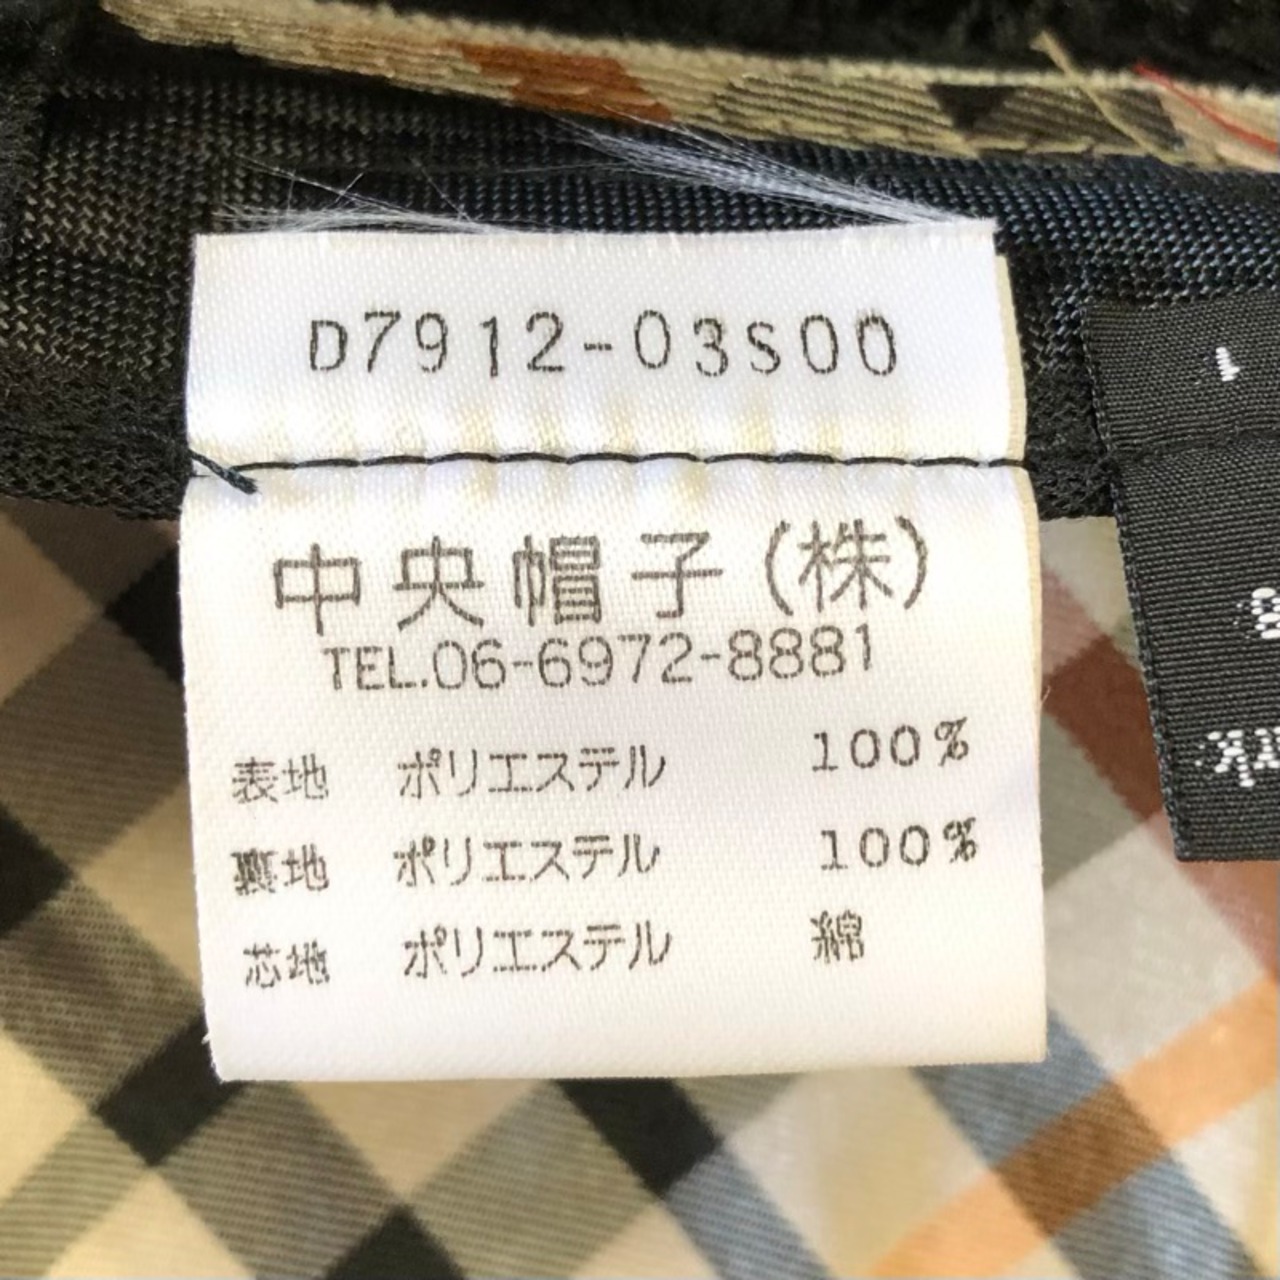 D7912-03S00
中央帽子(株)
TEL.06-6972-8881
表地 ポリエステル 100%
裏地 ポリエステル 100%
芯地 ポリエステル 綿